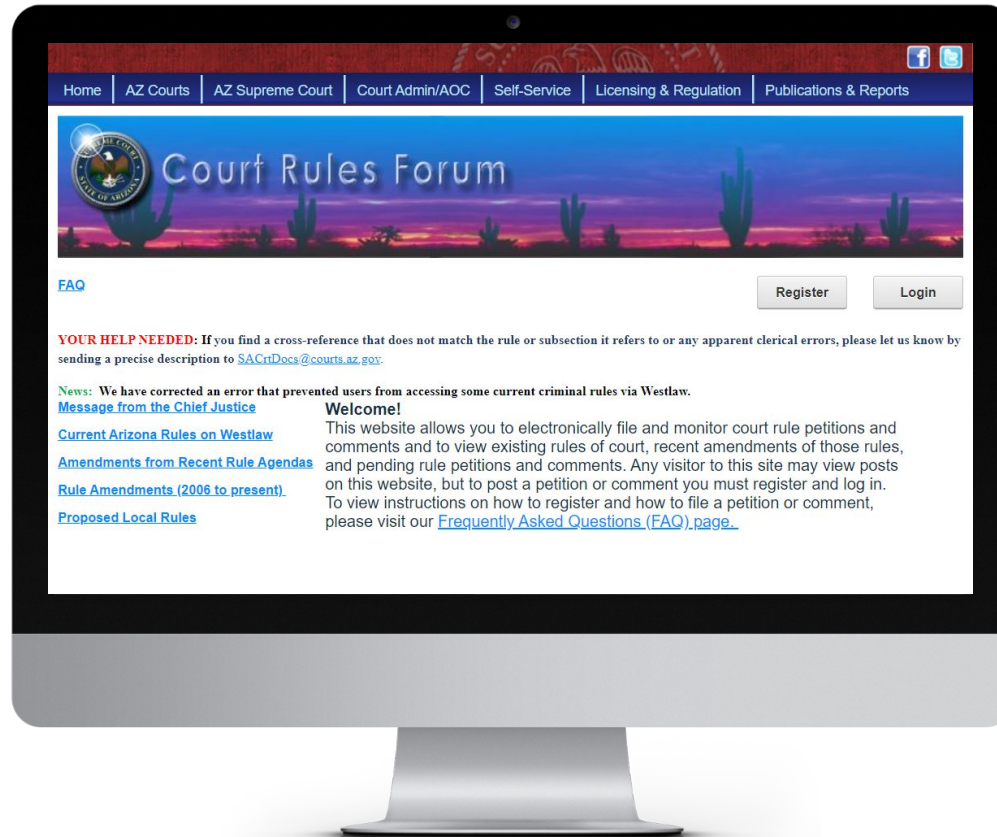 Home AZ Courts AZ Supreme Court Court Admin/AOC Self-Service Licensing & Regulation Publications & Reports
SUPREME COURT
STATE OF ARIZONA
Court Rules Forum
FAQ
Register Login
YOUR HELP NEEDED: If you find a cross-reference that does not match the rule or subsection it refers to or any apparent clerical errors, please let us know by
sending a precise description to SACrtDocs@courts.az.gov.
News: We have corrected an error that prevented users from accessing some current criminal rules via Westlaw.
Message from the Chief Justice
Current Arizona Rules on Westlaw
Amendments from Recent Rule Agendas
Rule Amendments (2006 to present)
Proposed Local Rules
Welcome!
This website allows you to electronically file and monitor court rule petitions and
comments and to view existing rules of court, recent amendments of those rules,
and pending rule petitions and comments. Any visitor to this site may view posts
on this website, but to post a petition or comment you must register and log in.
To view instructions on how to register and how to file a petition or comment,
please visit our Frequently Asked Questions (FAQ) page.